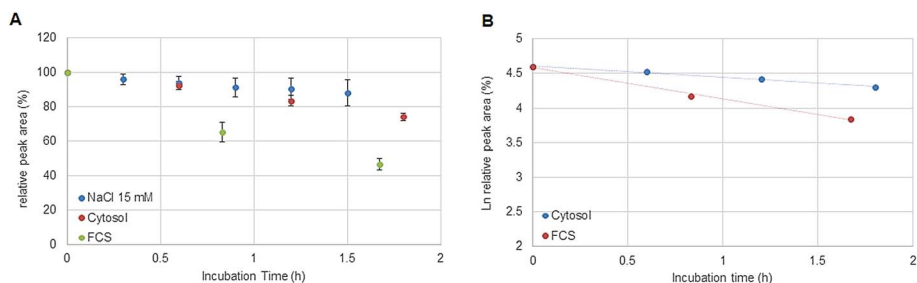 A
relative peak area (%)
120
100
80
60
40
20
0
NaCl 15 mM
Cytosol
FCS
0
0.5
1
1.5
2
Incubation Time (h)
B
Ln relative peak area (%)
5
4.5
4
3.5
3
2.5
2
Cytosol
FCS
0
0.5
1
1.5
2
Incubation time (h)